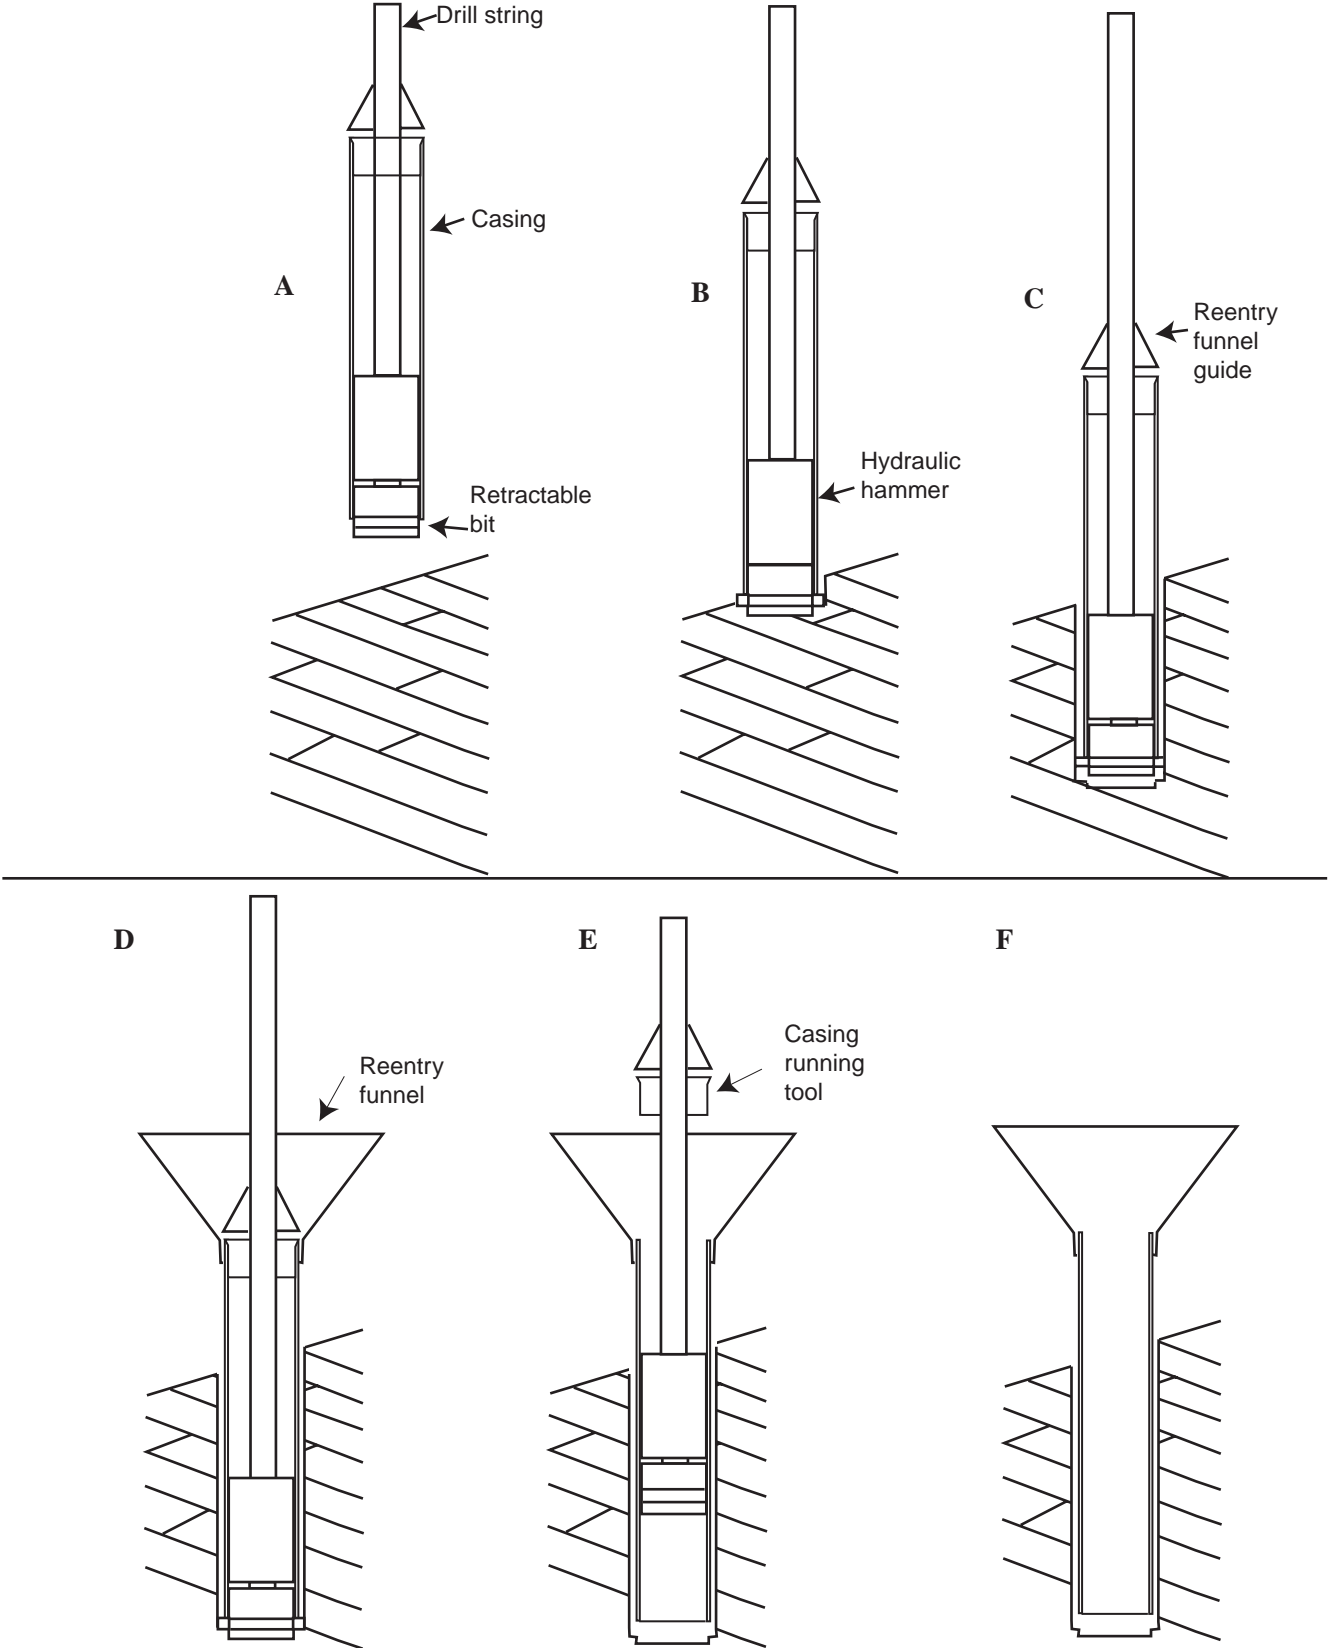 Drill string
Casing
A
Retractable
bit
B
Hydraulic
hammer
C
Reentry
funnel
guide
D
Reentry
funnel
E
Casing
running
tool
F